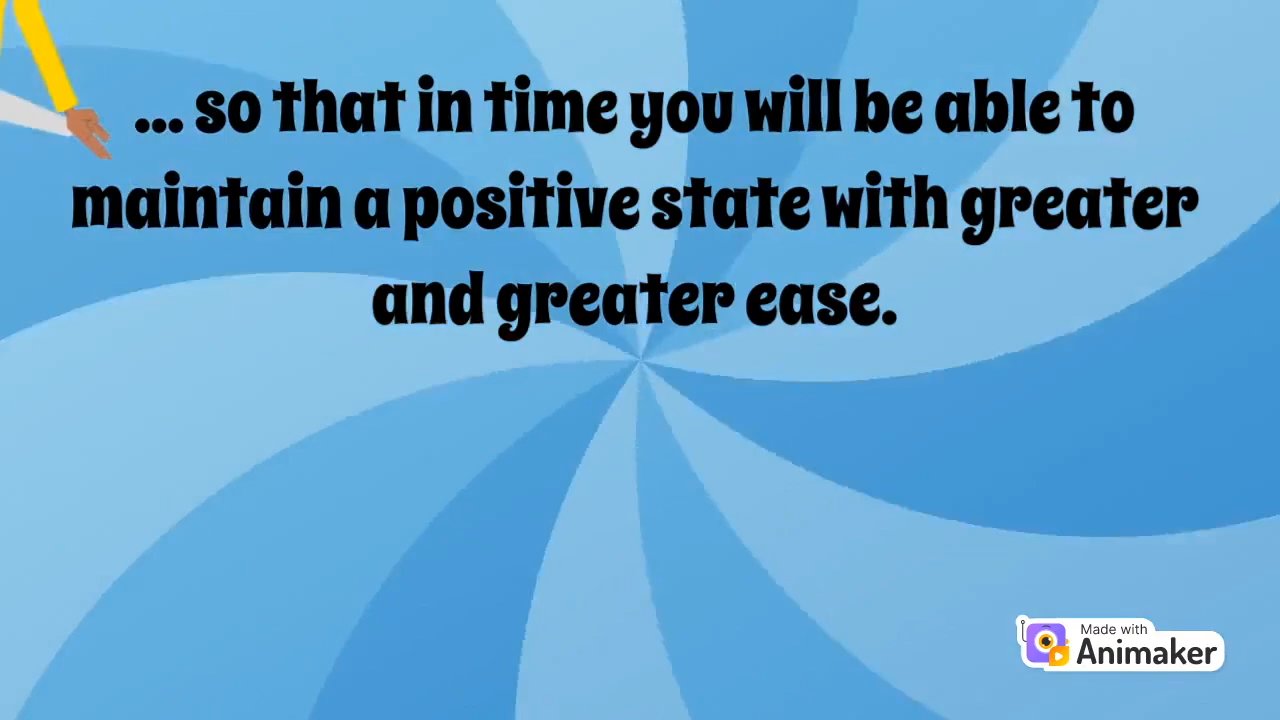 ... so that in time you will be able to
maintain a positive state with greater
and greater ease.
Made with
Animaker